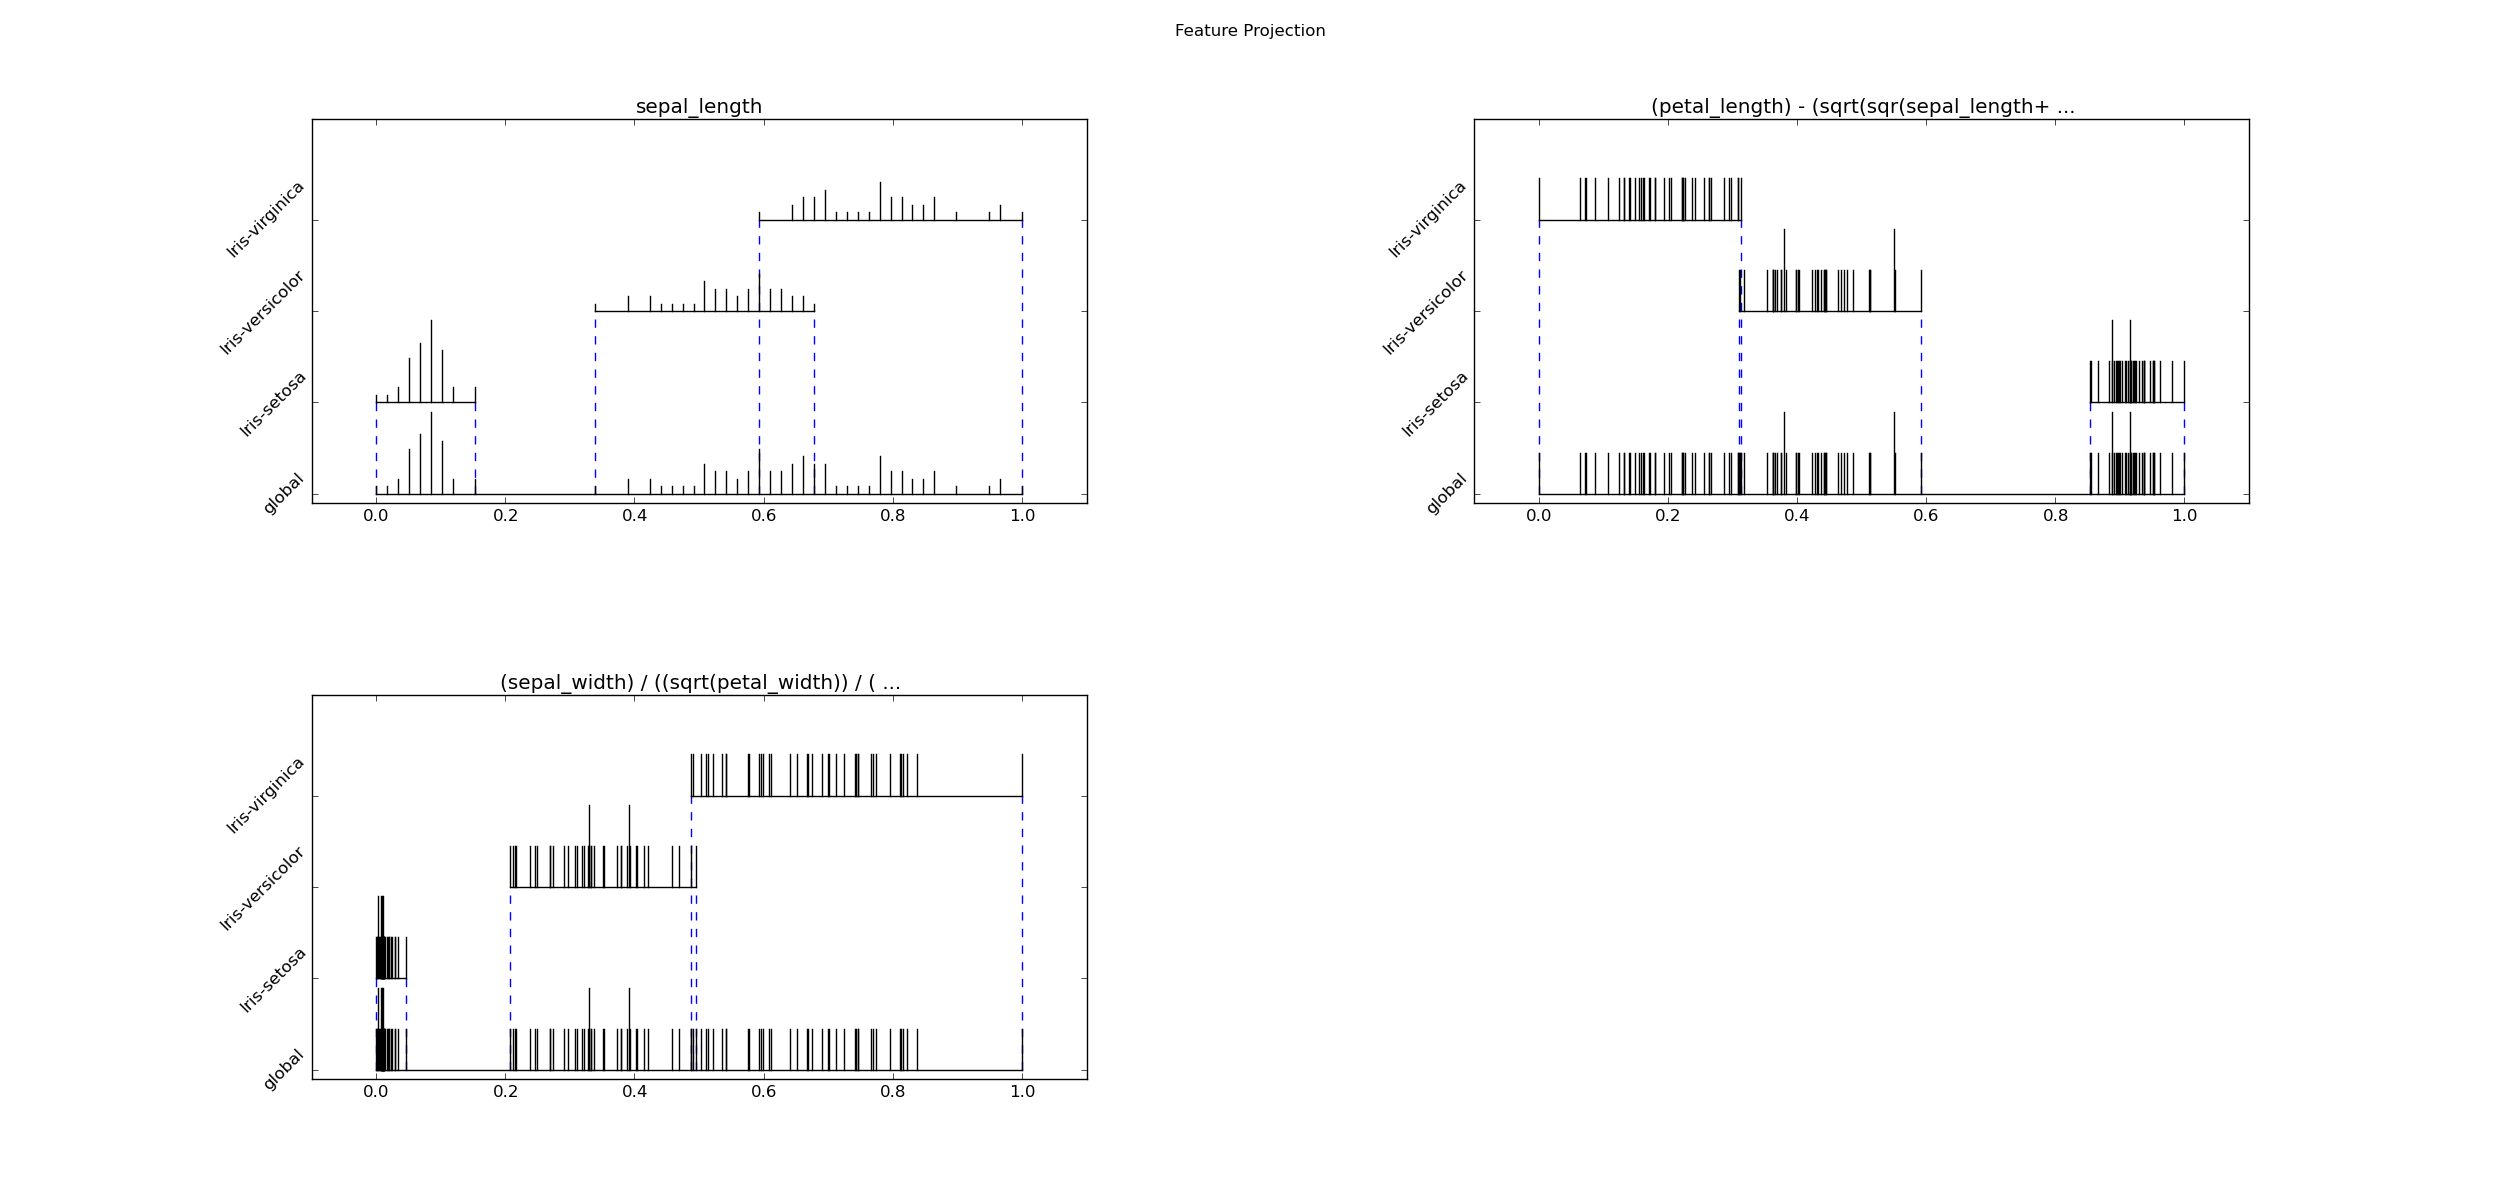 Feature Projection
sepal_length
Iris-virginica
Iris-versicolor
Iris-setosa
global
0.0 0.2 0.4 0.6 0.8 1.0
(petal_length) - (sqrt(sqr(sepal_length+ ...
Iris-virginica
Iris-versicolor
Iris-setosa
global
0.0 0.2 0.4 0.6 0.8 1.0
(sepal_width) / ((sqrt(petal_width)) / ( ...
Iris-virginica
Iris-versicolor
Iris-setosa
global
0.0 0.2 0.4 0.6 0.8 1.0